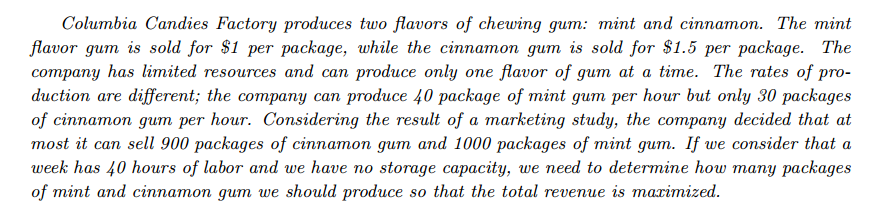 Columbia Candies Factory produces two flavors of chewing gum: mint and cinnamon. The mint
flavor gum is sold for $1 per package, while the cinnamon gum is sold for $1.5 per package. The
company has limited resources and can produce only one flavor of gum at a time. The rates of pro-
duction are different; the company can produce 40 package of mint gum per hour but only 30 packages
of cinnamon gum per hour. Considering the result of a marketing study, the company decided that at
most it can sell 900 packages of cinnamon gum and 1000 packages of mint gum. If we consider that a
week has 40 hours of labor and we have no storage capacity, we need to determine how many packages
of mint and cinnamon gum we should produce so that the total revenue is maximized.